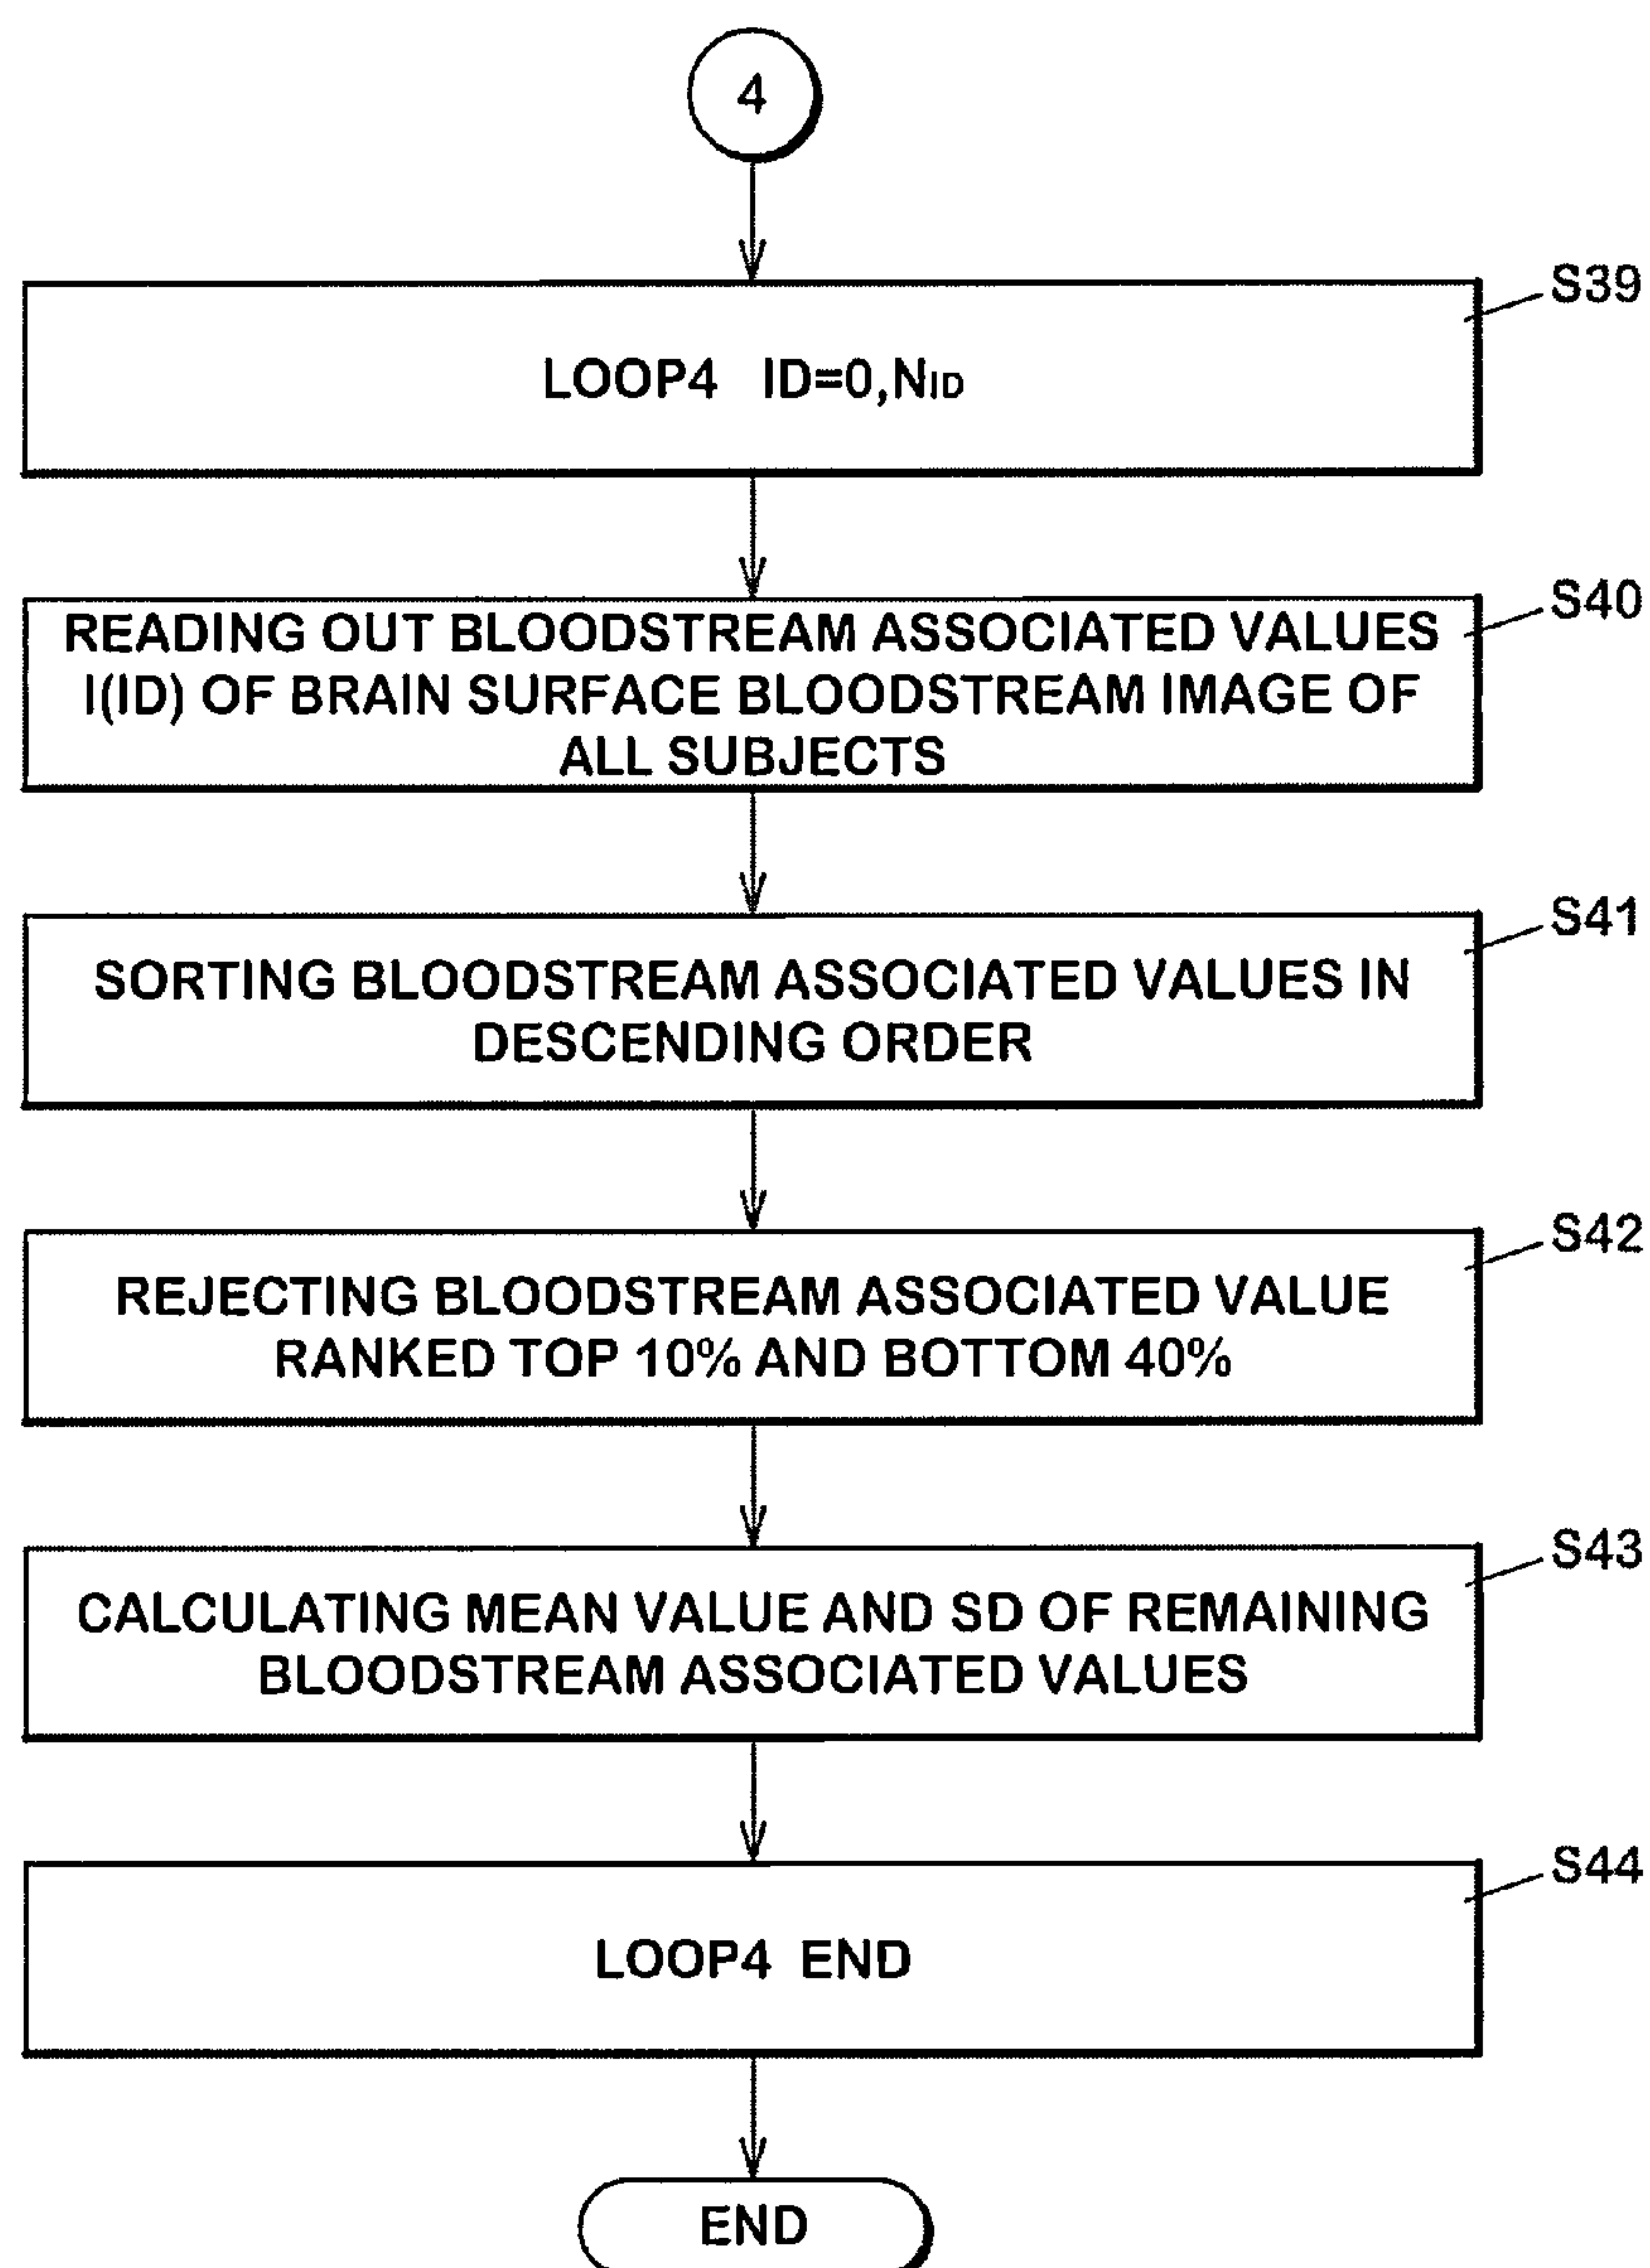 4
S39
LOOP4 ID=0,NID
S40
READING OUT BLOODSTREAM ASSOCIATED VALUES
I(ID) OF BRAIN SURFACE BLOODSTREAM IMAGE OF
ALL SUBJECTS
S41
SORTING BLOODSTREAM ASSOCIATED VALUES IN
DESCENDING ORDER
S42
REJECTING BLOODSTREAM ASSOCIATED VALUE
RANKED TOP 10% AND BOTTOM 40%
S43
CALCULATING MEAN VALUE AND SD OF REMAINING
BLOODSTREAM ASSOCIATED VALUES
S44
LOOP4 END
END